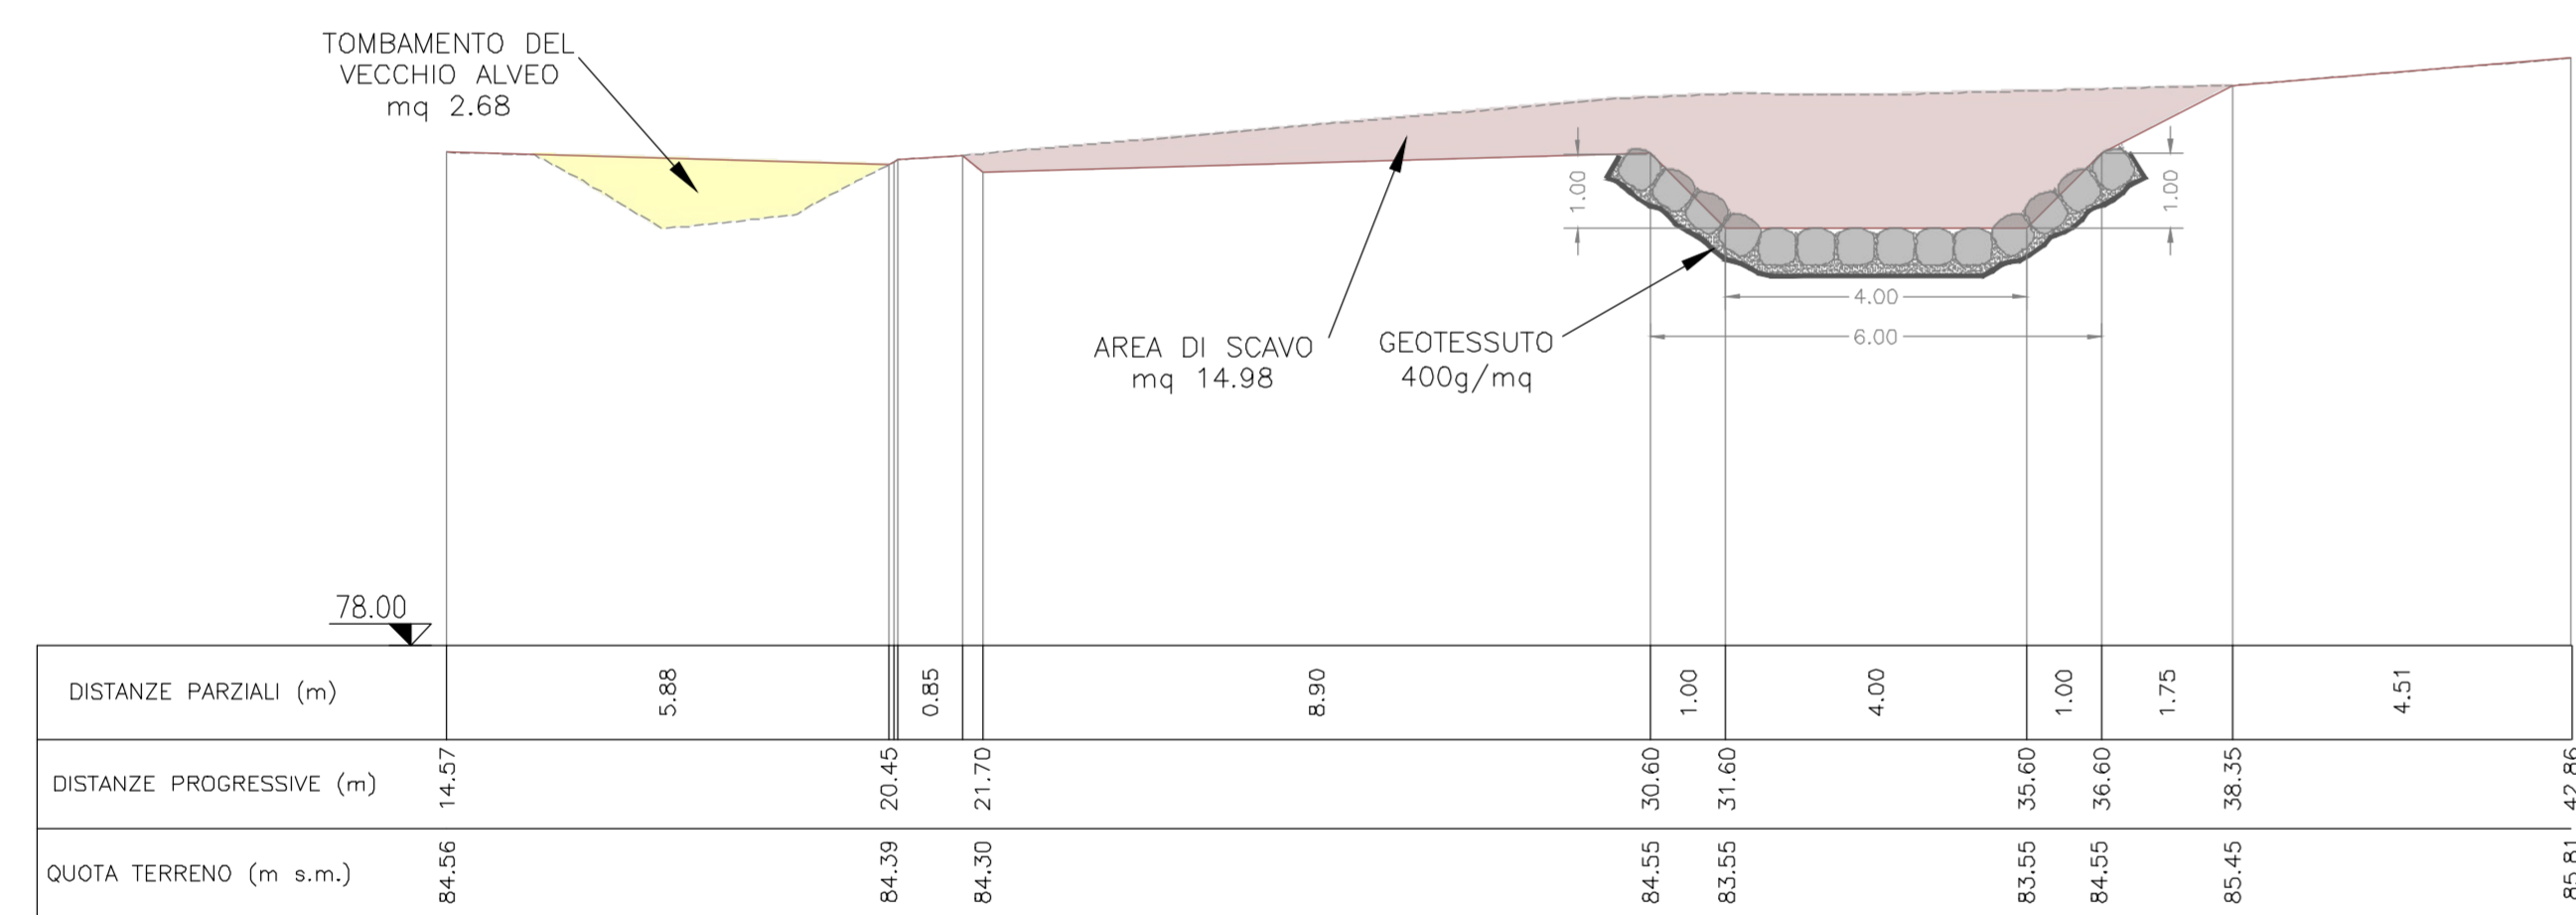 TOMBAMENTO DEL
VECCHIO ALVEO
mq 2.68
1.00
1.00
4.00
6.00
AREA DI SCAVO
mq 14.98
GEOTESSUTO
400g/mq
78.00
DISTANZE PARZIALI (m) 5.88 0.85 8.90 1.00 4.00 1.00 1.75 4.51
DISTANZE PROGRESSIVE (m) 14.57 20.45 21.70 30.60 31.60 35.60 36.60 38.35 42.86
QUOTA TERRENO (m s.m.) 84.56 84.39 84.30 84.55 83.55 83.55 84.55 85.45 85.81